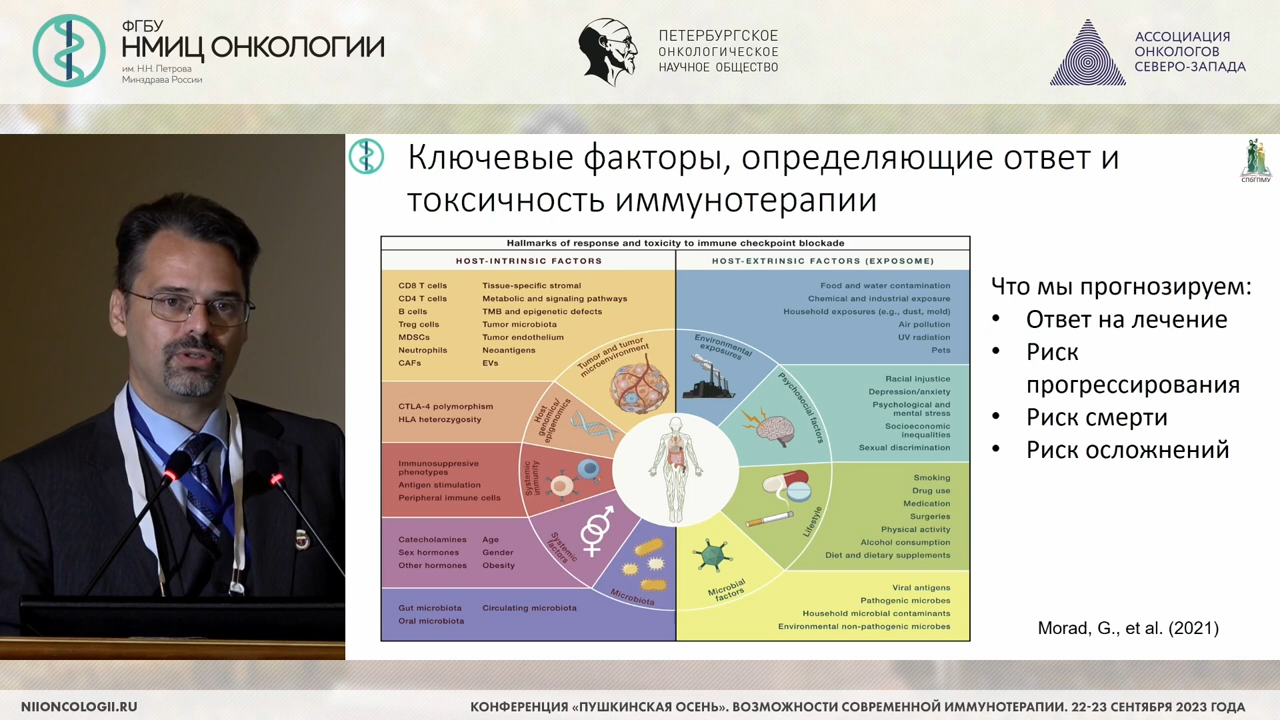 ФГБУ
НМИЦ ОНКОЛОГИИ
им. Н.Н. Петрова
Минздрава России
ПЕТЕРБУРГСКОЕ
ОНКОЛОГИЧЕСКОЕ
НАУЧНОЕ ОБЩЕСТВО
АССОЦИАЦИЯ
ОНКОЛОГОВ
СЕВЕРО-ЗАПАДА
Ключевые факторы, определяющие ответ и
токсичность иммунотерапии
СПбГПМУ
Hallmarks of response and toxicity to immune checkpoint blockade
HOST-INTRINSIC FACTORS
HOST-EXTRINSIC FACTORS (EXPOSOME)
CD8 T cells
CD4 T cells
B cells
Treg cells
MDSCs
Neutrophils
CAFs
Tissue-specific stromal
Metabolic and signaling pathways
TMB and epigenetic defects
Tumor microbiota
Tumor endothelium
Neoantigens
EVs
Tumor and tumor
microenvironment
CTLA-4 polymorphism
HLA heterozygosity
Host
genomics/
epigenomics
Immunosuppresive
phenotypes
Antigen stimulation
Peripheral immune cells
Systemic
immunity
Catecholamines
Sex hormones
Other hormones
Age
Gender
Obesity
Systemic
factors
Gut microbiota
Oral microbiota
Circulating microbiota
Microbiota
Food and water contamination
Chemical and industrial exposure
Household exposures (e.g., dust, mold)
Air pollution
UV radiation
Pets
Environmental
exposures
Racial injustice
Depression/anxiety
Psychological and
mental stress
Socioeconomic
inequalities
Sexual discrimination
Psychosocial factors
Smoking
Drug use
Medication
Surgeries
Physical activity
Alcohol consumption
Diet and dietary supplements
Lifestyle
Viral antigens
Pathogenic microbes
Household microbial contaminants
Environmental non-pathogenic microbes
Microbial
factors
Что мы прогнозируем:
• Ответ на лечение
• Риск
прогрессирования
• Риск смерти
• Риск осложнений
Morad, G., et al. (2021)
NIIONCOLOGII.RU
КОНФЕРЕНЦИЯ «ПУШКИНСКАЯ ОСЕНЬ». ВОЗМОЖНОСТИ СОВРЕМЕННОЙ ИММУНОТЕРАПИИ. 22-23 СЕНТЯБРЯ 2023 ГОДА